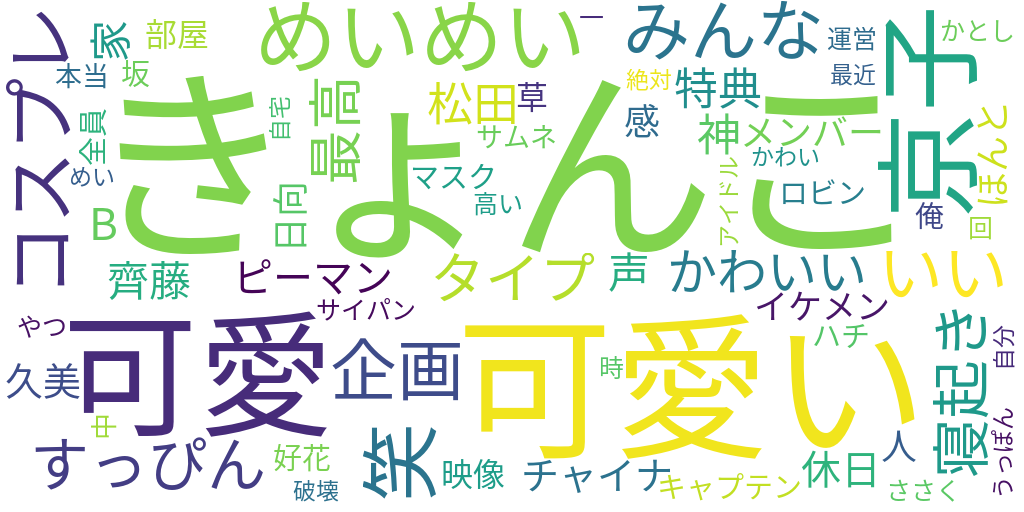 コスプレ
家
部屋
めいめい
一
みんな
運営
かとし
本当
坂
最近
絶対
特典
京子
きょんこ
最高
松田
草
自宅
サムネ
感
神
メンバー
ほんと
全員
めい
マスク
かわい
ロビン
高い
アイドル
俺
回
B
日向
齊藤
ピーマン
サイパン
タイプ
声
かわいい
いい
イケメン
やつ
可愛
企画
可愛い
ハチ
自分
寝起き
久美
時
中
すっぴん
好花
破壊
笑
映像
チャイナ
キャプテン
休日
人
ささく
うっぽん